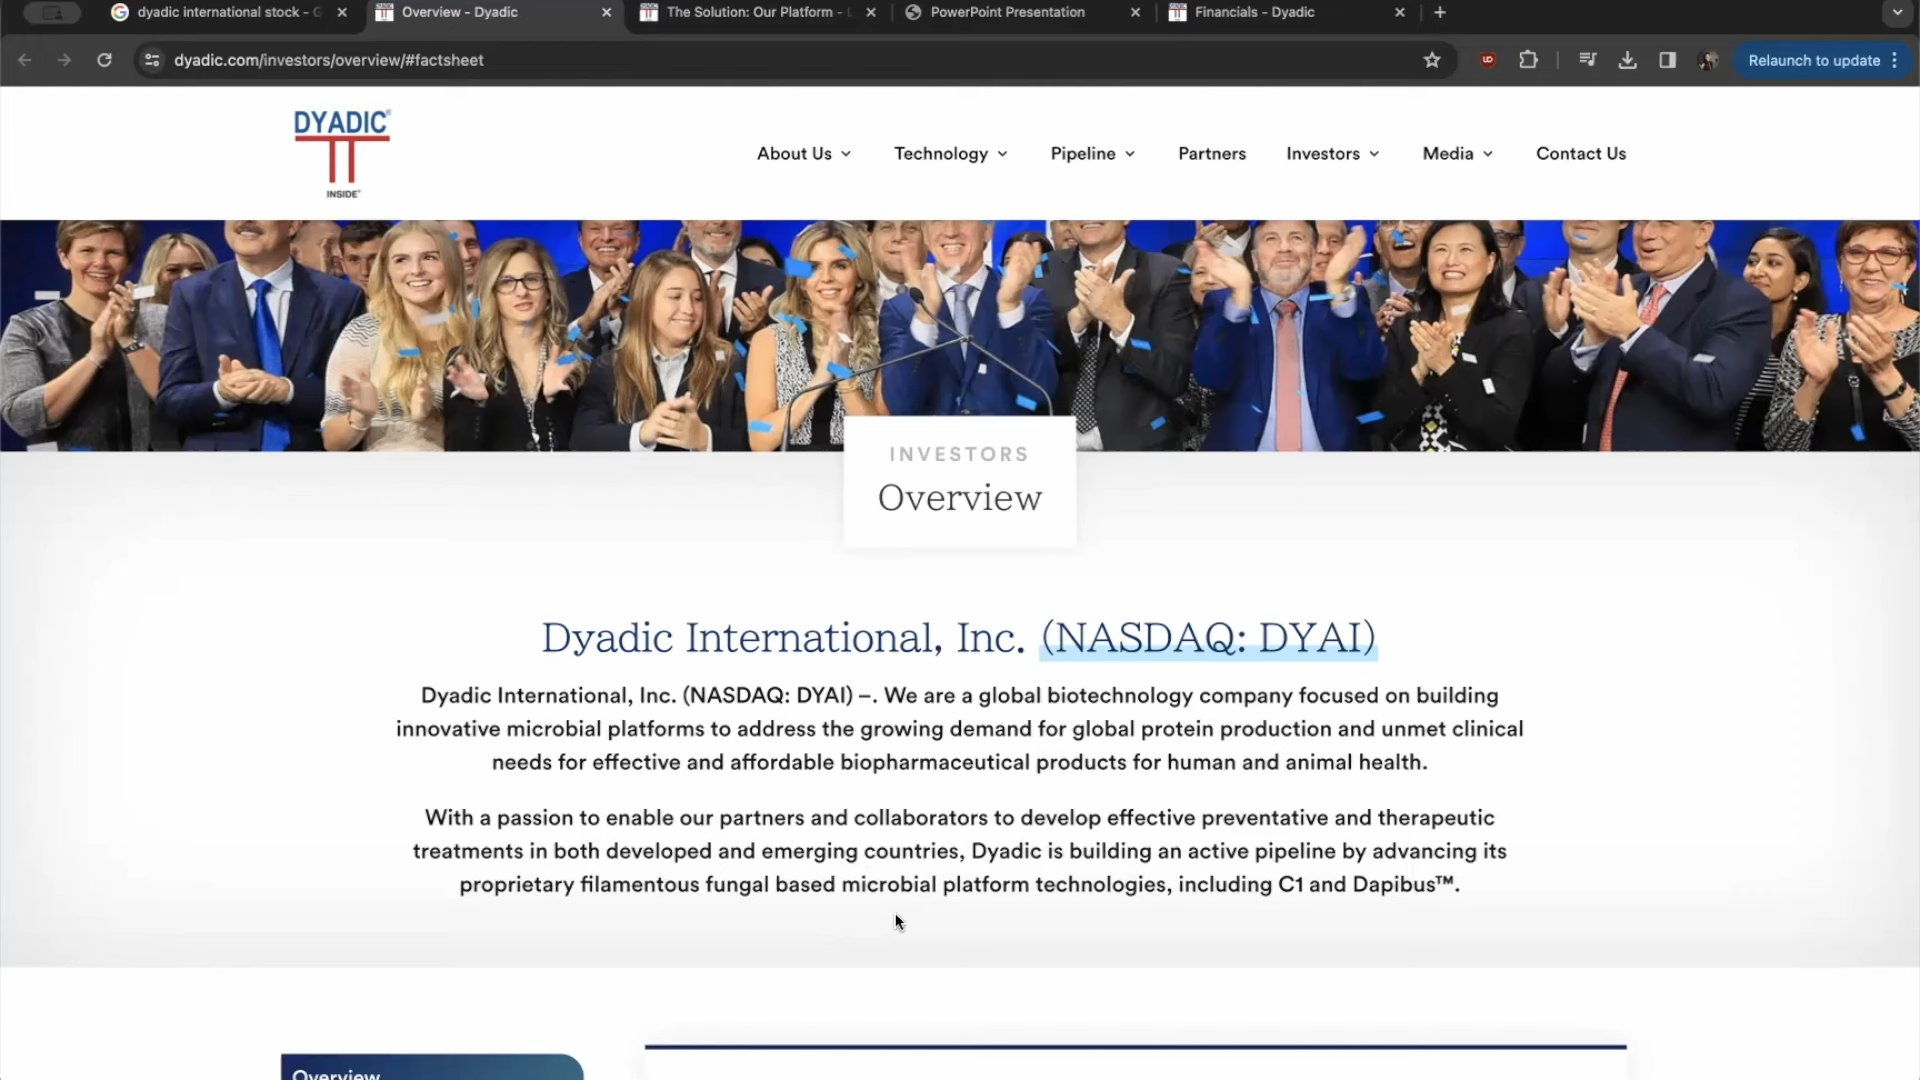 dyadic international stock - G
Overview - Dyadic
The Solution: Our Platform -
PowerPoint Presentation
Financials - Dyadic
dyadic.com/investors/overview/#factsheet
Relaunch to update
DYADIC®
INSIDE®
About Us
Technology
Pipeline
Partners
Investors
Media
Contact Us
INVESTORS
Overview
Dyadic International, Inc. (NASDAQ: DYAI)
Dyadic International, Inc. (NASDAQ: DYAI) –. We are a global biotechnology company focused on building
innovative microbial platforms to address the growing demand for global protein production and unmet clinical
needs for effective and affordable biopharmaceutical products for human and animal health.
With a passion to enable our partners and collaborators to develop effective preventative and therapeutic
treatments in both developed and emerging countries, Dyadic is building an active pipeline by advancing its
proprietary filamentous fungal based microbial platform technologies, including C1 and Dapibus™.
Overview